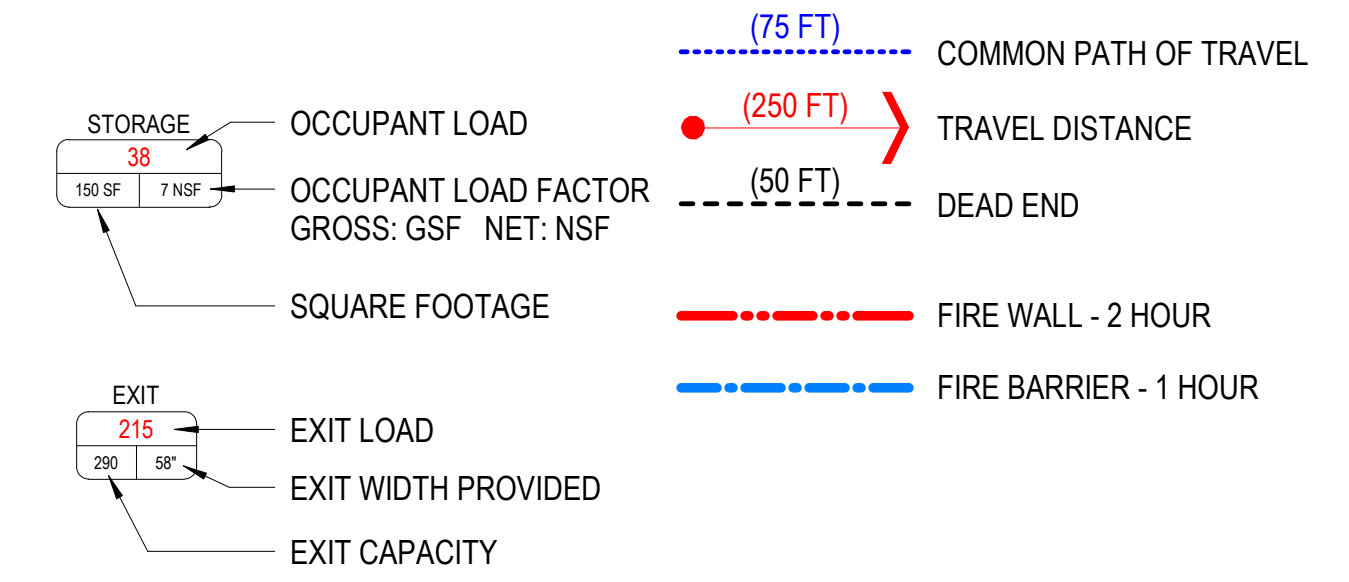 STORAGE
38
150 SF 7 NSF
OCCUPANT LOAD
OCCUPANT LOAD FACTOR
GROSS: GSF NET: NSF
SQUARE FOOTAGE
EXIT
215
290 58"
EXIT LOAD
EXIT WIDTH PROVIDED
EXIT CAPACITY
(75 FT)
COMMON PATH OF TRAVEL
(250 FT)
TRAVEL DISTANCE
(50 FT)
DEAD END
FIRE WALL - 2 HOUR
FIRE BARRIER - 1 HOUR